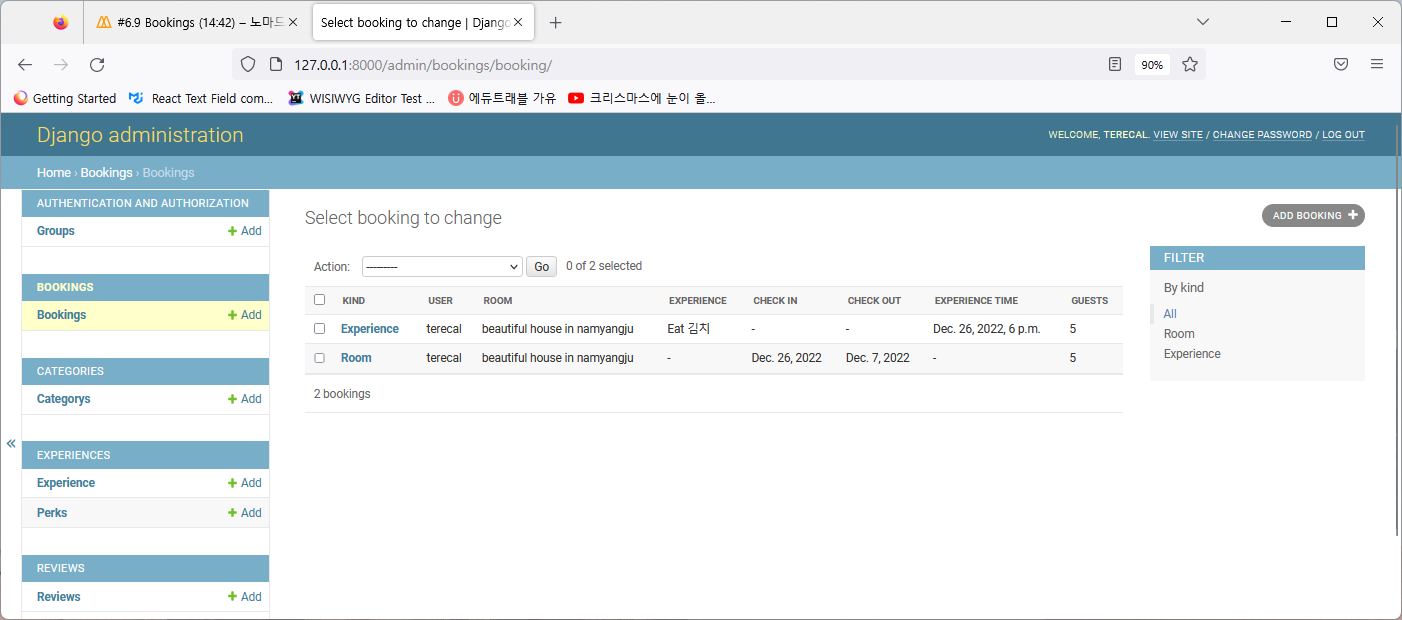 #6.9 Bookings (14:42) – 노마드
Select booking to change | Django
127.0.0.1:8000/admin/bookings/booking/
90%
Getting Started
React Text Field com...
WISIWYG Editor Test ...
에듀트래블 가유
크리스마스에 눈이 올...
Django administration
WELCOME, TERECAL. VIEW SITE / CHANGE PASSWORD / LOG OUT
Home › Bookings › Bookings
AUTHENTICATION AND AUTHORIZATION
Groups + Add
BOOKINGS
Bookings + Add
CATEGORIES
Categorys + Add
«
EXPERIENCES
Experience + Add
Perks + Add
REVIEWS
Reviews + Add
Select booking to change
ADD BOOKING +
Action: --------- Go 0 of 2 selected
KIND USER ROOM EXPERIENCE CHECK IN CHECK OUT EXPERIENCE TIME GUESTS
Experience terecal beautiful house in namyangju Eat 김치 - - Dec. 26, 2022, 6 p.m. 5
Room terecal beautiful house in namyangju - Dec. 26, 2022 Dec. 7, 2022 - 5
2 bookings
FILTER
By kind
All
Room
Experience